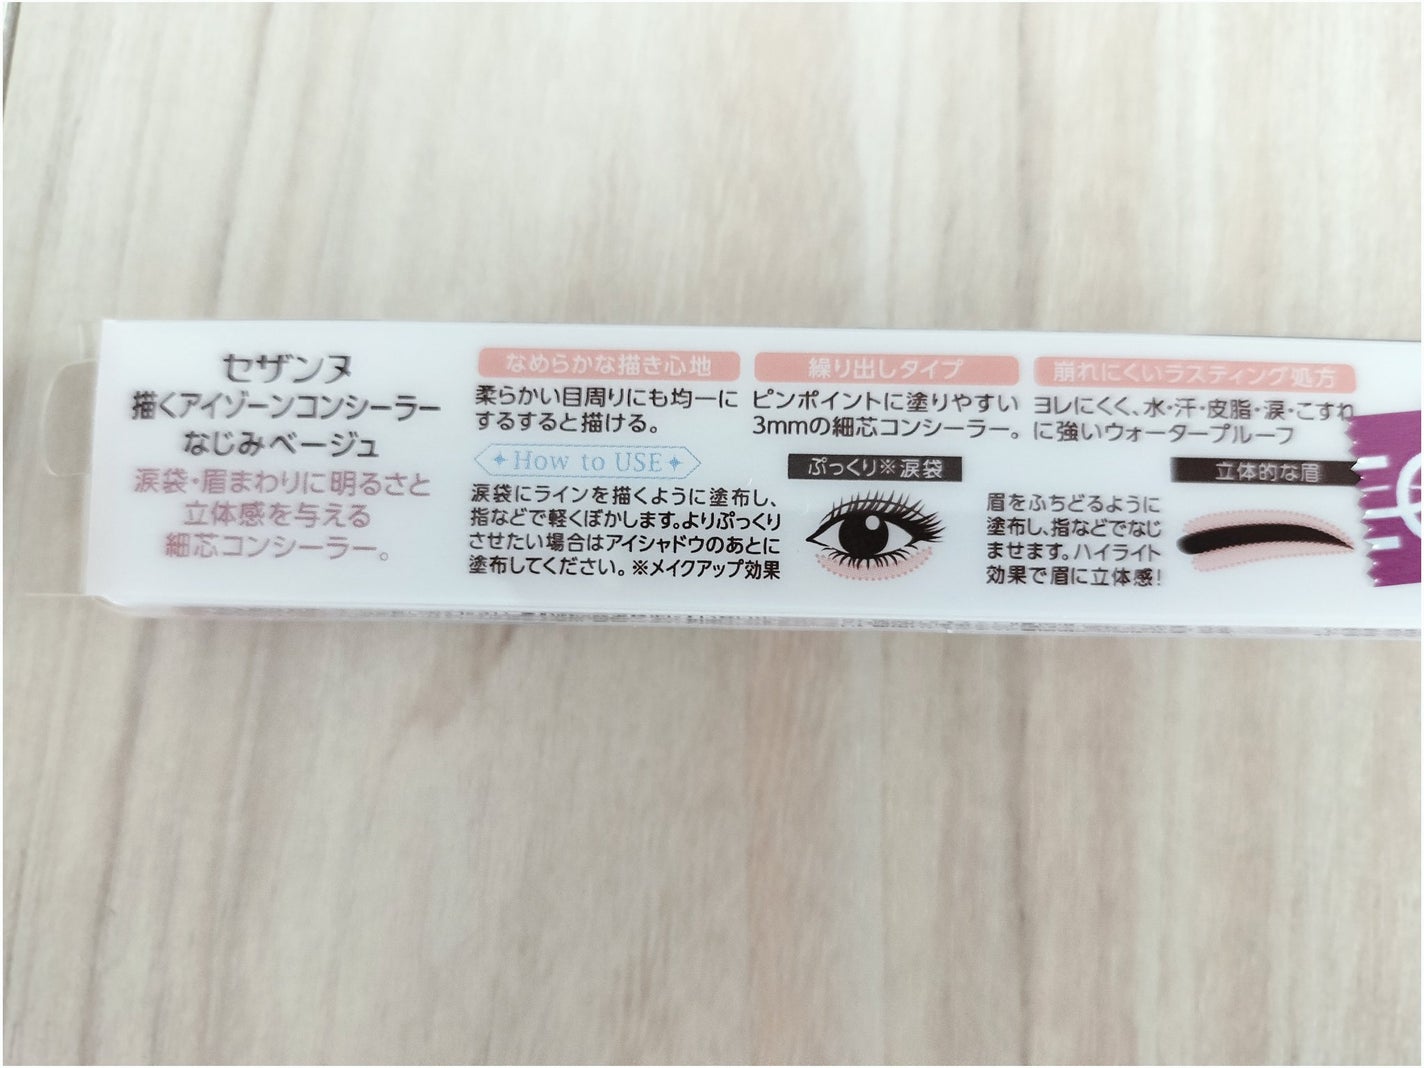 セザンヌ
描くアイゾーンコンシーラー
なじみベージュ
涙袋・眉まわりに明るさと
立体感を与える
細芯コンシーラー。
なめらかな描き心地
柔らかい目周りにも均一に
するすると描ける。
繰り出しタイプ
ピンポイントに塗りやすい
3mmの細芯コンシーラー。
崩れにくいラスティング処方
ヨレにくく、水・汗・皮脂・涙・こすれ
に強いウォータープルーフ
How to USE
涙袋にラインを描くように塗布し、
指などで軽くぼかします。よりぷっくり
させたい場合はアイシャドウのあとに
塗布してください。※メイクアップ効果
ぷっくり※涙袋
眉をふちどるように
塗布し、指などでなじ
ませます。ハイライト
効果で眉に立体感!
立体的な眉